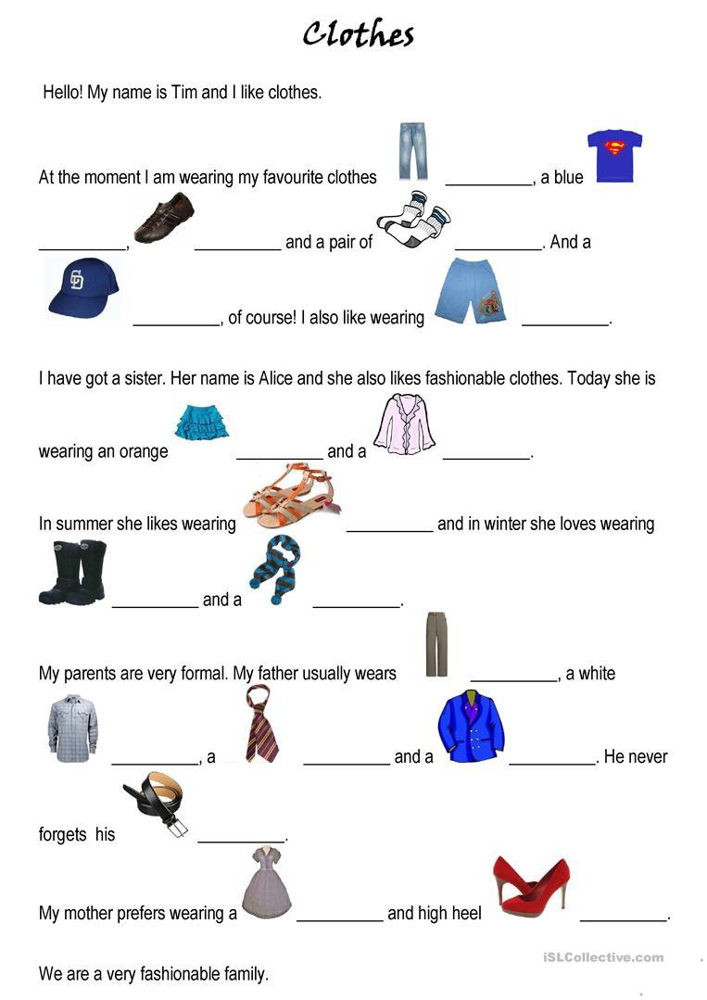 Clothes
Hello! My name is Tim and I like clothes.
At the moment I am wearing my favourite clothes __________, a blue
__________, __________ and a pair of __________. And a
__________, of course! I also like wearing __________.
I have got a sister. Her name is Alice and she also likes fashionable clothes. Today she is
wearing an orange __________ and a __________.
In summer she likes wearing __________ and in winter she loves wearing
__________ and a __________.
My parents are very formal. My father usually wears __________, a white
__________, a __________ and a __________. He never
forgets his __________.
My mother prefers wearing a __________ and high heel __________.
We are a very fashionable family.
iSLCollective.com